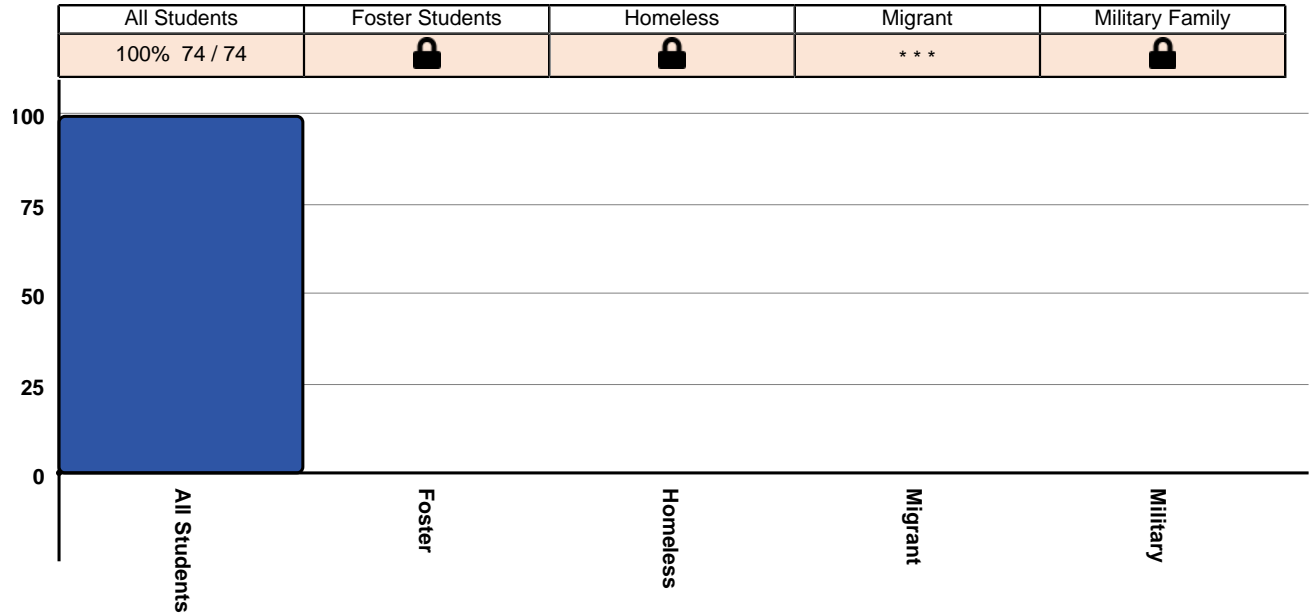 All Students Foster Students Homeless Migrant Military Family
100% 74 / 74 * * *
100
75
50
25
0
All Students Foster Homeless Migrant Military